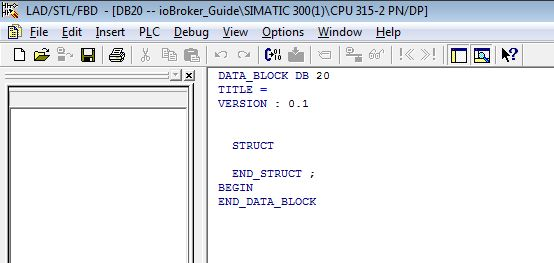 LAD/STL/FBD - [DB20 -- ioBroker_Guide\SIMATIC 300(1)\CPU 315-2 PN/DP]
File Edit Insert PLC Debug View Options Window Help
DATA_BLOCK DB 20
TITLE =
VERSION : 0.1
STRUCT
END_STRUCT ;
BEGIN
END_DATA_BLOCK